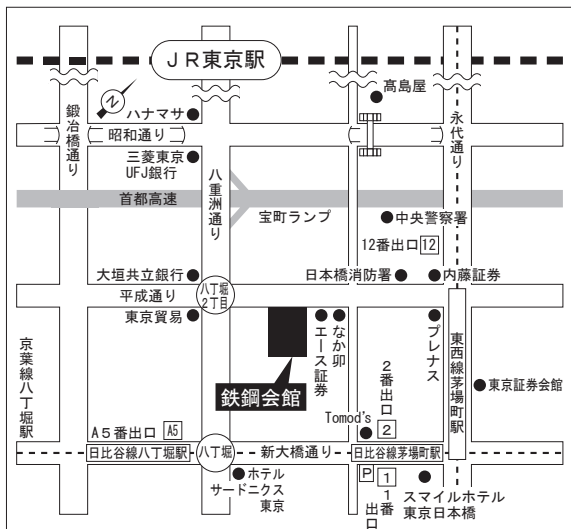 JR東京駅
髙島屋
ハナマサ
鍛冶橋通り
昭和通り
永代通り
N
三菱東京
UFJ銀行
八重洲通り
首都高速
宝町ランプ
中央警察署
12番出口 12
大垣共立銀行
日本橋消防署
内藤証券
平成通り
八丁堀
2丁目
東京貿易
エース証券
なか卯
プレナス
京葉線八丁堀駅
鉄鋼会館
2番出口
2
東西線茅場町駅
東京証券会館
Tomod's
A5番出口 A5
日比谷線八丁堀駅
八丁堀
新大橋通り
日比谷線茅場町駅
ホテル
サードニクス
東京
P
1
1番出口
スマイルホテル
東京日本橋